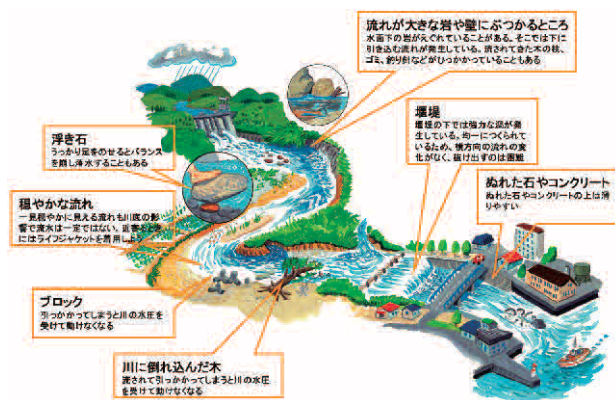 流れが大きな岩や壁にぶつかるところ
水面下の岩がえぐれていることがある。そこでは下に
引き込む流れが発生している。流されてきた木の枝、
ゴミ、釣り針などがひっかかっていることもある
堰堤
堰堤の下では強力な渦が発
生している。均一につくられて
いるため、横方向の流れの変
化がなく、抜け出すのは困難
浮き石
うっかり足をのせるとバランス
を崩し落水することもある
ぬれた石やコンクリート
ぬれた石やコンクリートの上は滑
りやすい
穏やかな流れ
一見穏やかに見える流れも川底の影
響で流水は一定ではない。近寄るとき
にはライフジャケットを着用しよう
ブロック
引っかかってしまうと川の水圧を
受けて動けなくなる
川に倒れ込んだ木
流されて引っかかってしまうと川の水圧
を受けて動けなくなる